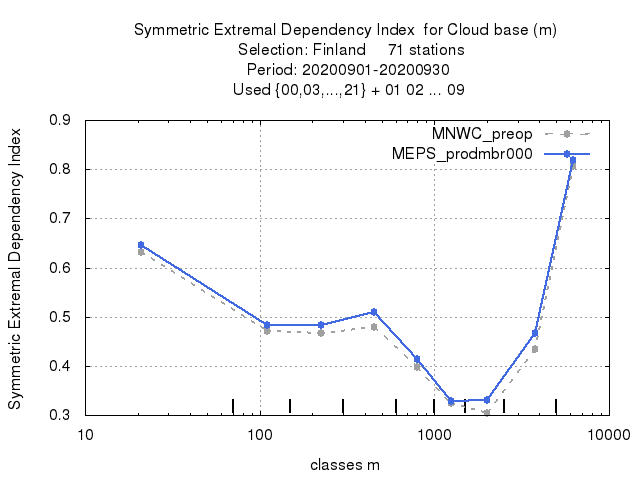 Symmetric Extremal Dependency Index  for Cloud base (m)
Selection: Finland     71 stations
Period: 20200901-20200930
Used {00,03,...,21} + 01 02 ... 09
MNWC_preop
MEPS_prodmbr000
Symmetric Extremal Dependency Index
0.9
0.8
0.7
0.6
0.5
0.4
0.3
10 100 1000 10000
classes m